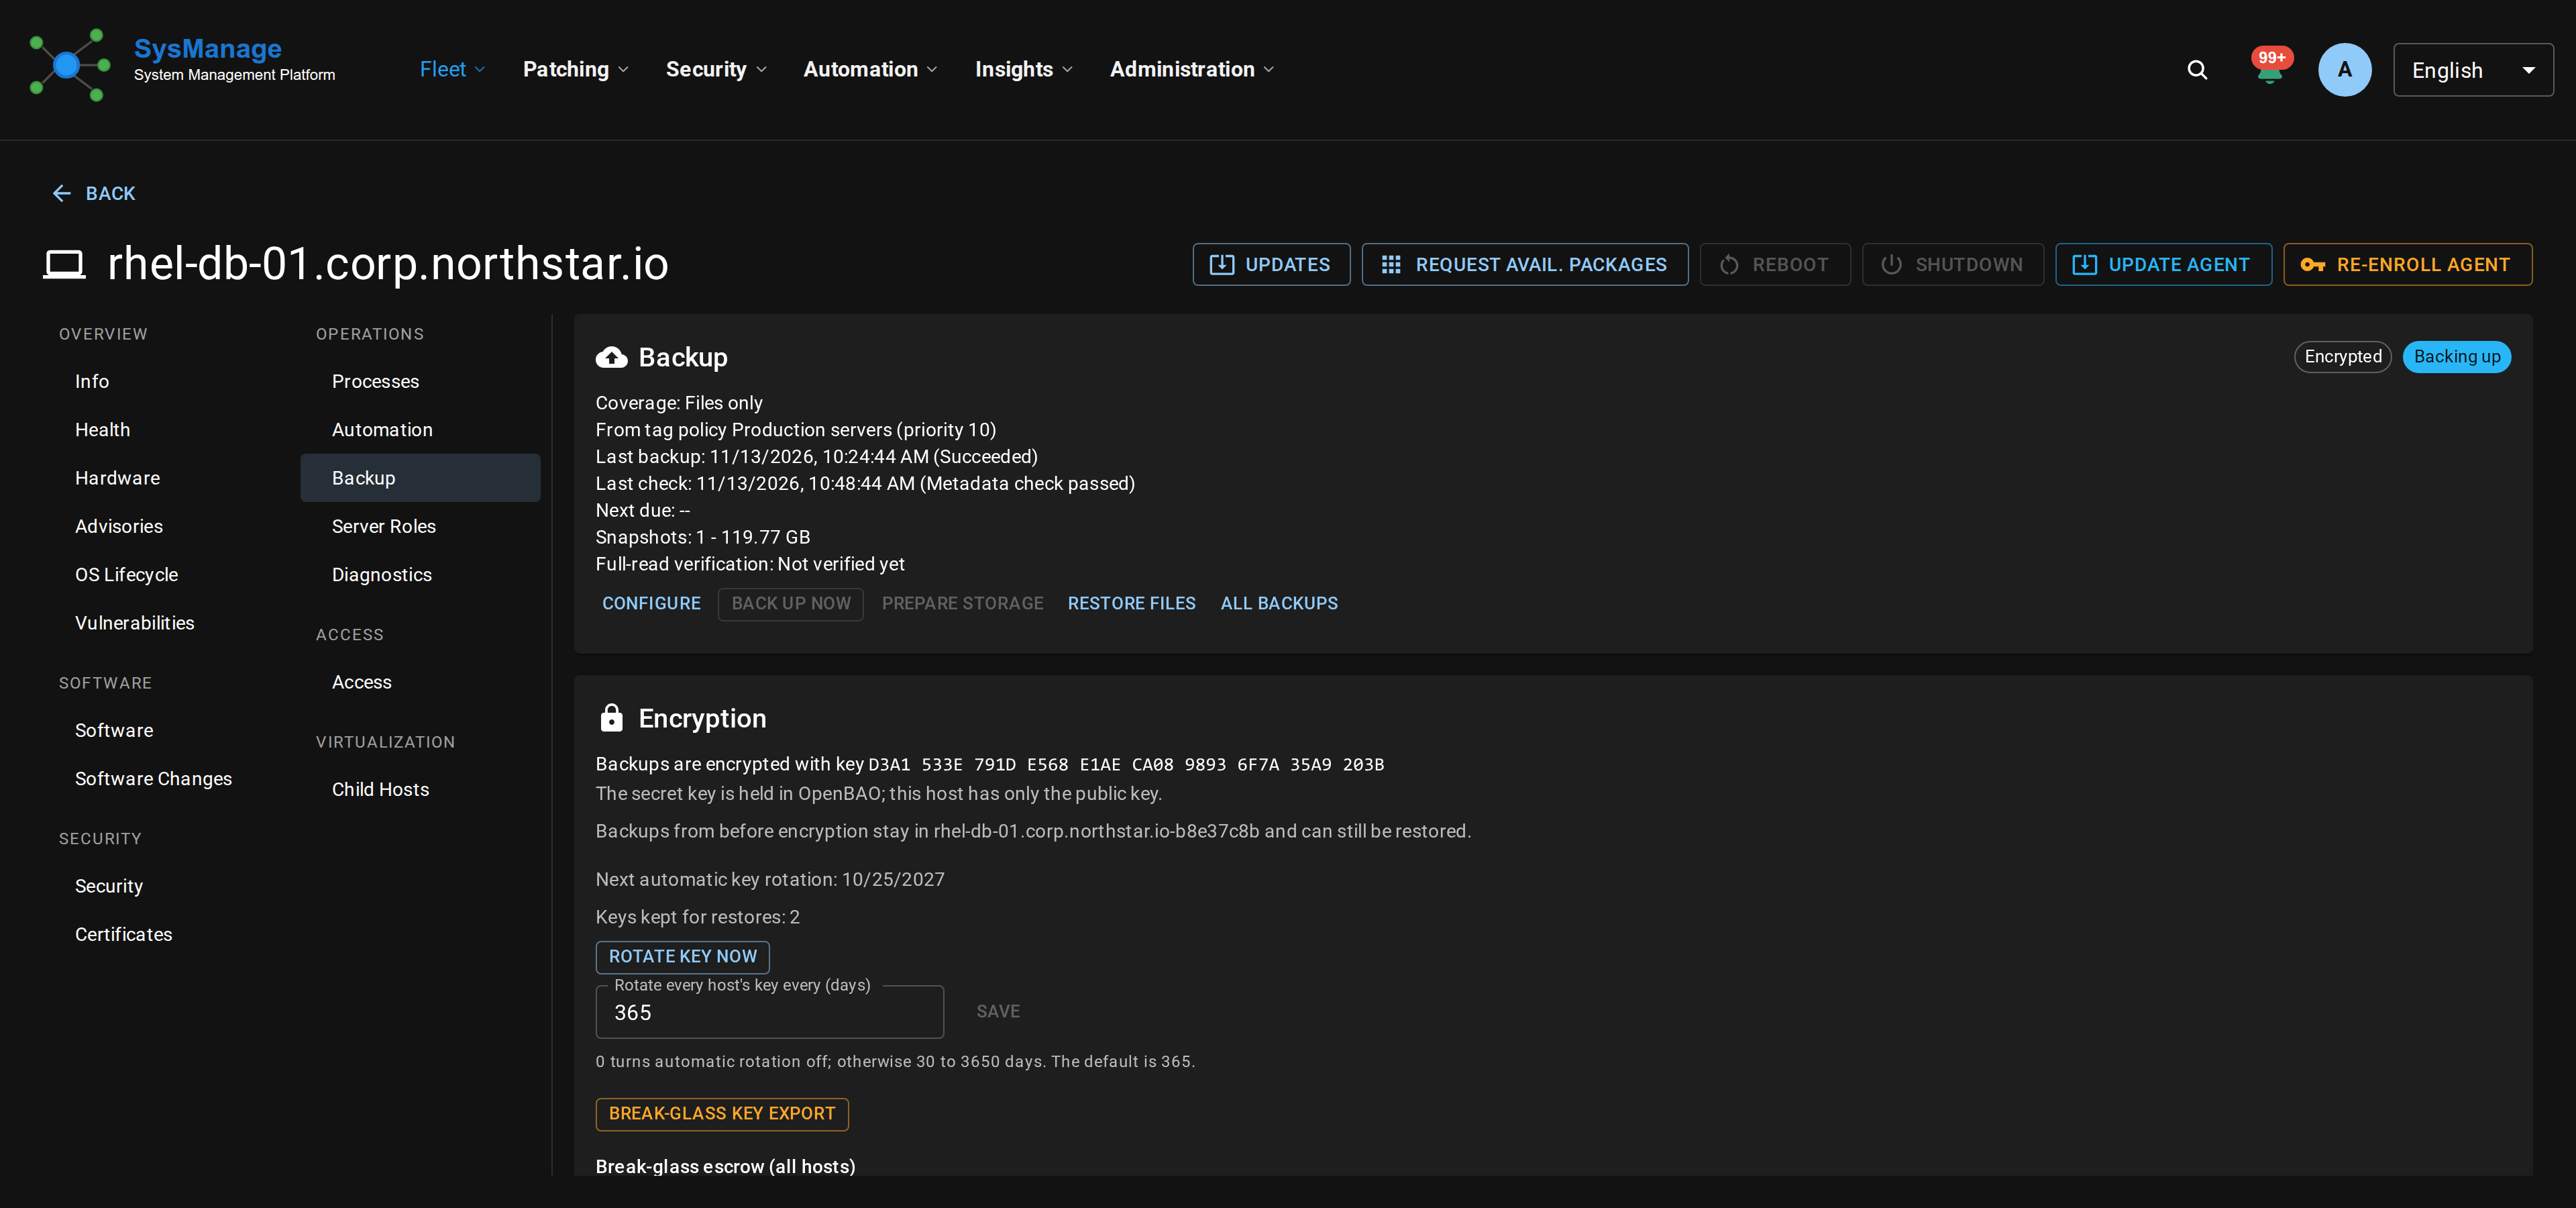 SysManage
System Management Platform
Fleet
Patching
Security
Automation
Insights
Administration
99+
A
English
BACK
rhel-db-01.corp.northstar.io
UPDATES
REQUEST AVAIL. PACKAGES
REBOOT
SHUTDOWN
UPDATE AGENT
RE-ENROLL AGENT
OVERVIEW
Info
Health
Hardware
Advisories
OS Lifecycle
Vulnerabilities
SOFTWARE
Software
Software Changes
SECURITY
Security
Certificates
OPERATIONS
Processes
Automation
Backup
Server Roles
Diagnostics
ACCESS
Access
VIRTUALIZATION
Child Hosts
Backup
Encrypted
Backing up
Coverage: Files only
From tag policy Production servers (priority 10)
Last backup: 11/13/2026, 10:24:44 AM (Succeeded)
Last check: 11/13/2026, 10:48:44 AM (Metadata check passed)
Next due: --
Snapshots: 1 - 119.77 GB
Full-read verification: Not verified yet
CONFIGURE
BACK UP NOW
PREPARE STORAGE
RESTORE FILES
ALL BACKUPS
Encryption
Backups are encrypted with key D3A1 533E 791D E568 E1AE CA08 9893 6F7A 35A9 203B
The secret key is held in OpenBAO; this host has only the public key.
Backups from before encryption stay in rhel-db-01.corp.northstar.io-b8e37c8b and can still be restored.
Next automatic key rotation: 10/25/2027
Keys kept for restores: 2
ROTATE KEY NOW
Rotate every host's key every (days)
365
SAVE
0 turns automatic rotation off; otherwise 30 to 3650 days. The default is 365.
BREAK-GLASS KEY EXPORT
Break-glass escrow (all hosts)